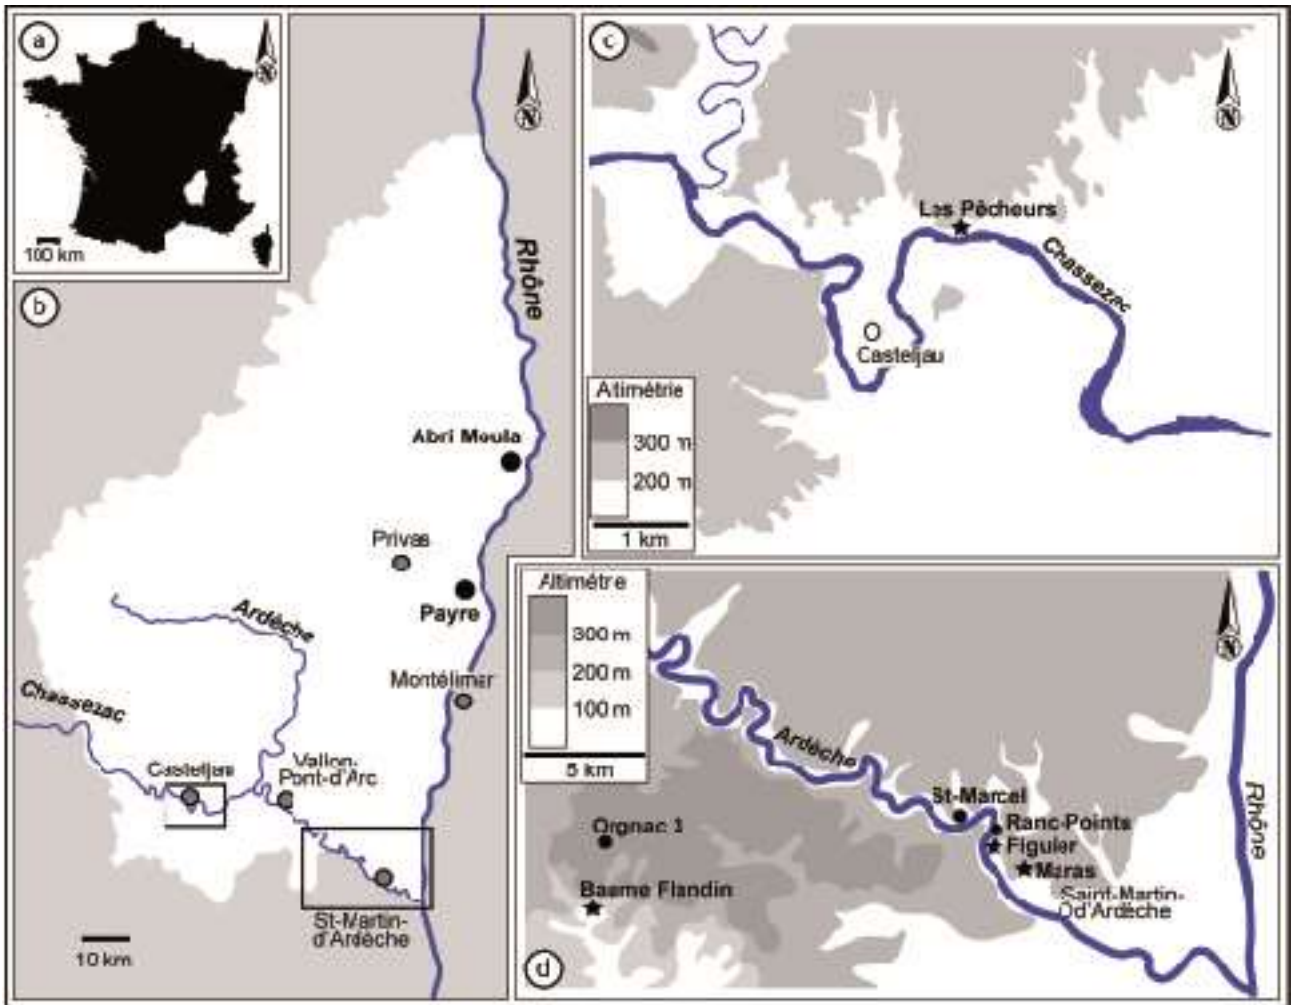 a
N
100 km
b
N
Rhône
Abri Moula
Privas
Payre
Ardèche
Montélimar
Chassezac
Casteljau
Vallon-
Pont-d'Arc
St-Martin-
d'Ardèche
10 km
c
N
Les Pêcheurs
Chassezac
Casteljau
Altimétrie
300 m
200 m
1 km
Altimétrie
300 m
200 m
100 m
5 km
N
Ardèche
Rhône
St-Marcel
Ranc-Points
Figuier
Maras
Saint-Martin-
d'Ardèche
Orgnac 3
Baume Flandin
d